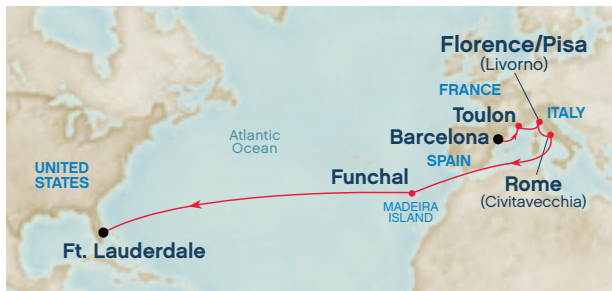 Florence/Pisa
(Livorno)
FRANCE
Toulon
ITALY
Barcelona
SPAIN
Atlantic
Ocean
UNITED
STATES
Funchal
Rome
(Civitavecchia)
MADEIRA
ISLAND
Ft. Lauderdale